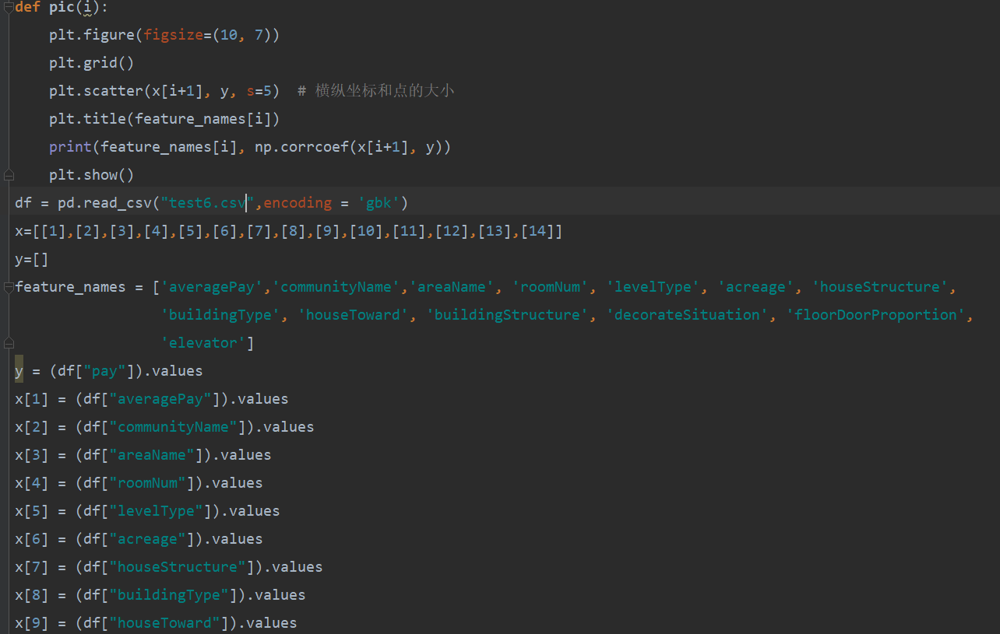 def pic(i):
    plt.figure(figsize=(10, 7))
    plt.grid()
    plt.scatter(x[i+1], y, s=5)  # 横纵坐标和点的大小
    plt.title(feature_names[i])
    print(feature_names[i], np.corrcoef(x[i+1], y))
    plt.show()
df = pd.read_csv("test6.csv",encoding = 'gbk')
x=[[1],[2],[3],[4],[5],[6],[7],[8],[9],[10],[11],[12],[13],[14]]
y=[]
feature_names = ['averagePay','communityName','areaName', 'roomNum', 'levelType', 'acreage', 'houseStructure',
                 'buildingType', 'houseToward', 'buildingStructure', 'decorateSituation', 'floorDoorProportion',
                 'elevator']
y = (df["pay"]).values
x[1] = (df["averagePay"]).values
x[2] = (df["communityName"]).values
x[3] = (df["areaName"]).values
x[4] = (df["roomNum"]).values
x[5] = (df["levelType"]).values
x[6] = (df["acreage"]).values
x[7] = (df["houseStructure"]).values
x[8] = (df["buildingType"]).values
x[9] = (df["houseToward"]).values